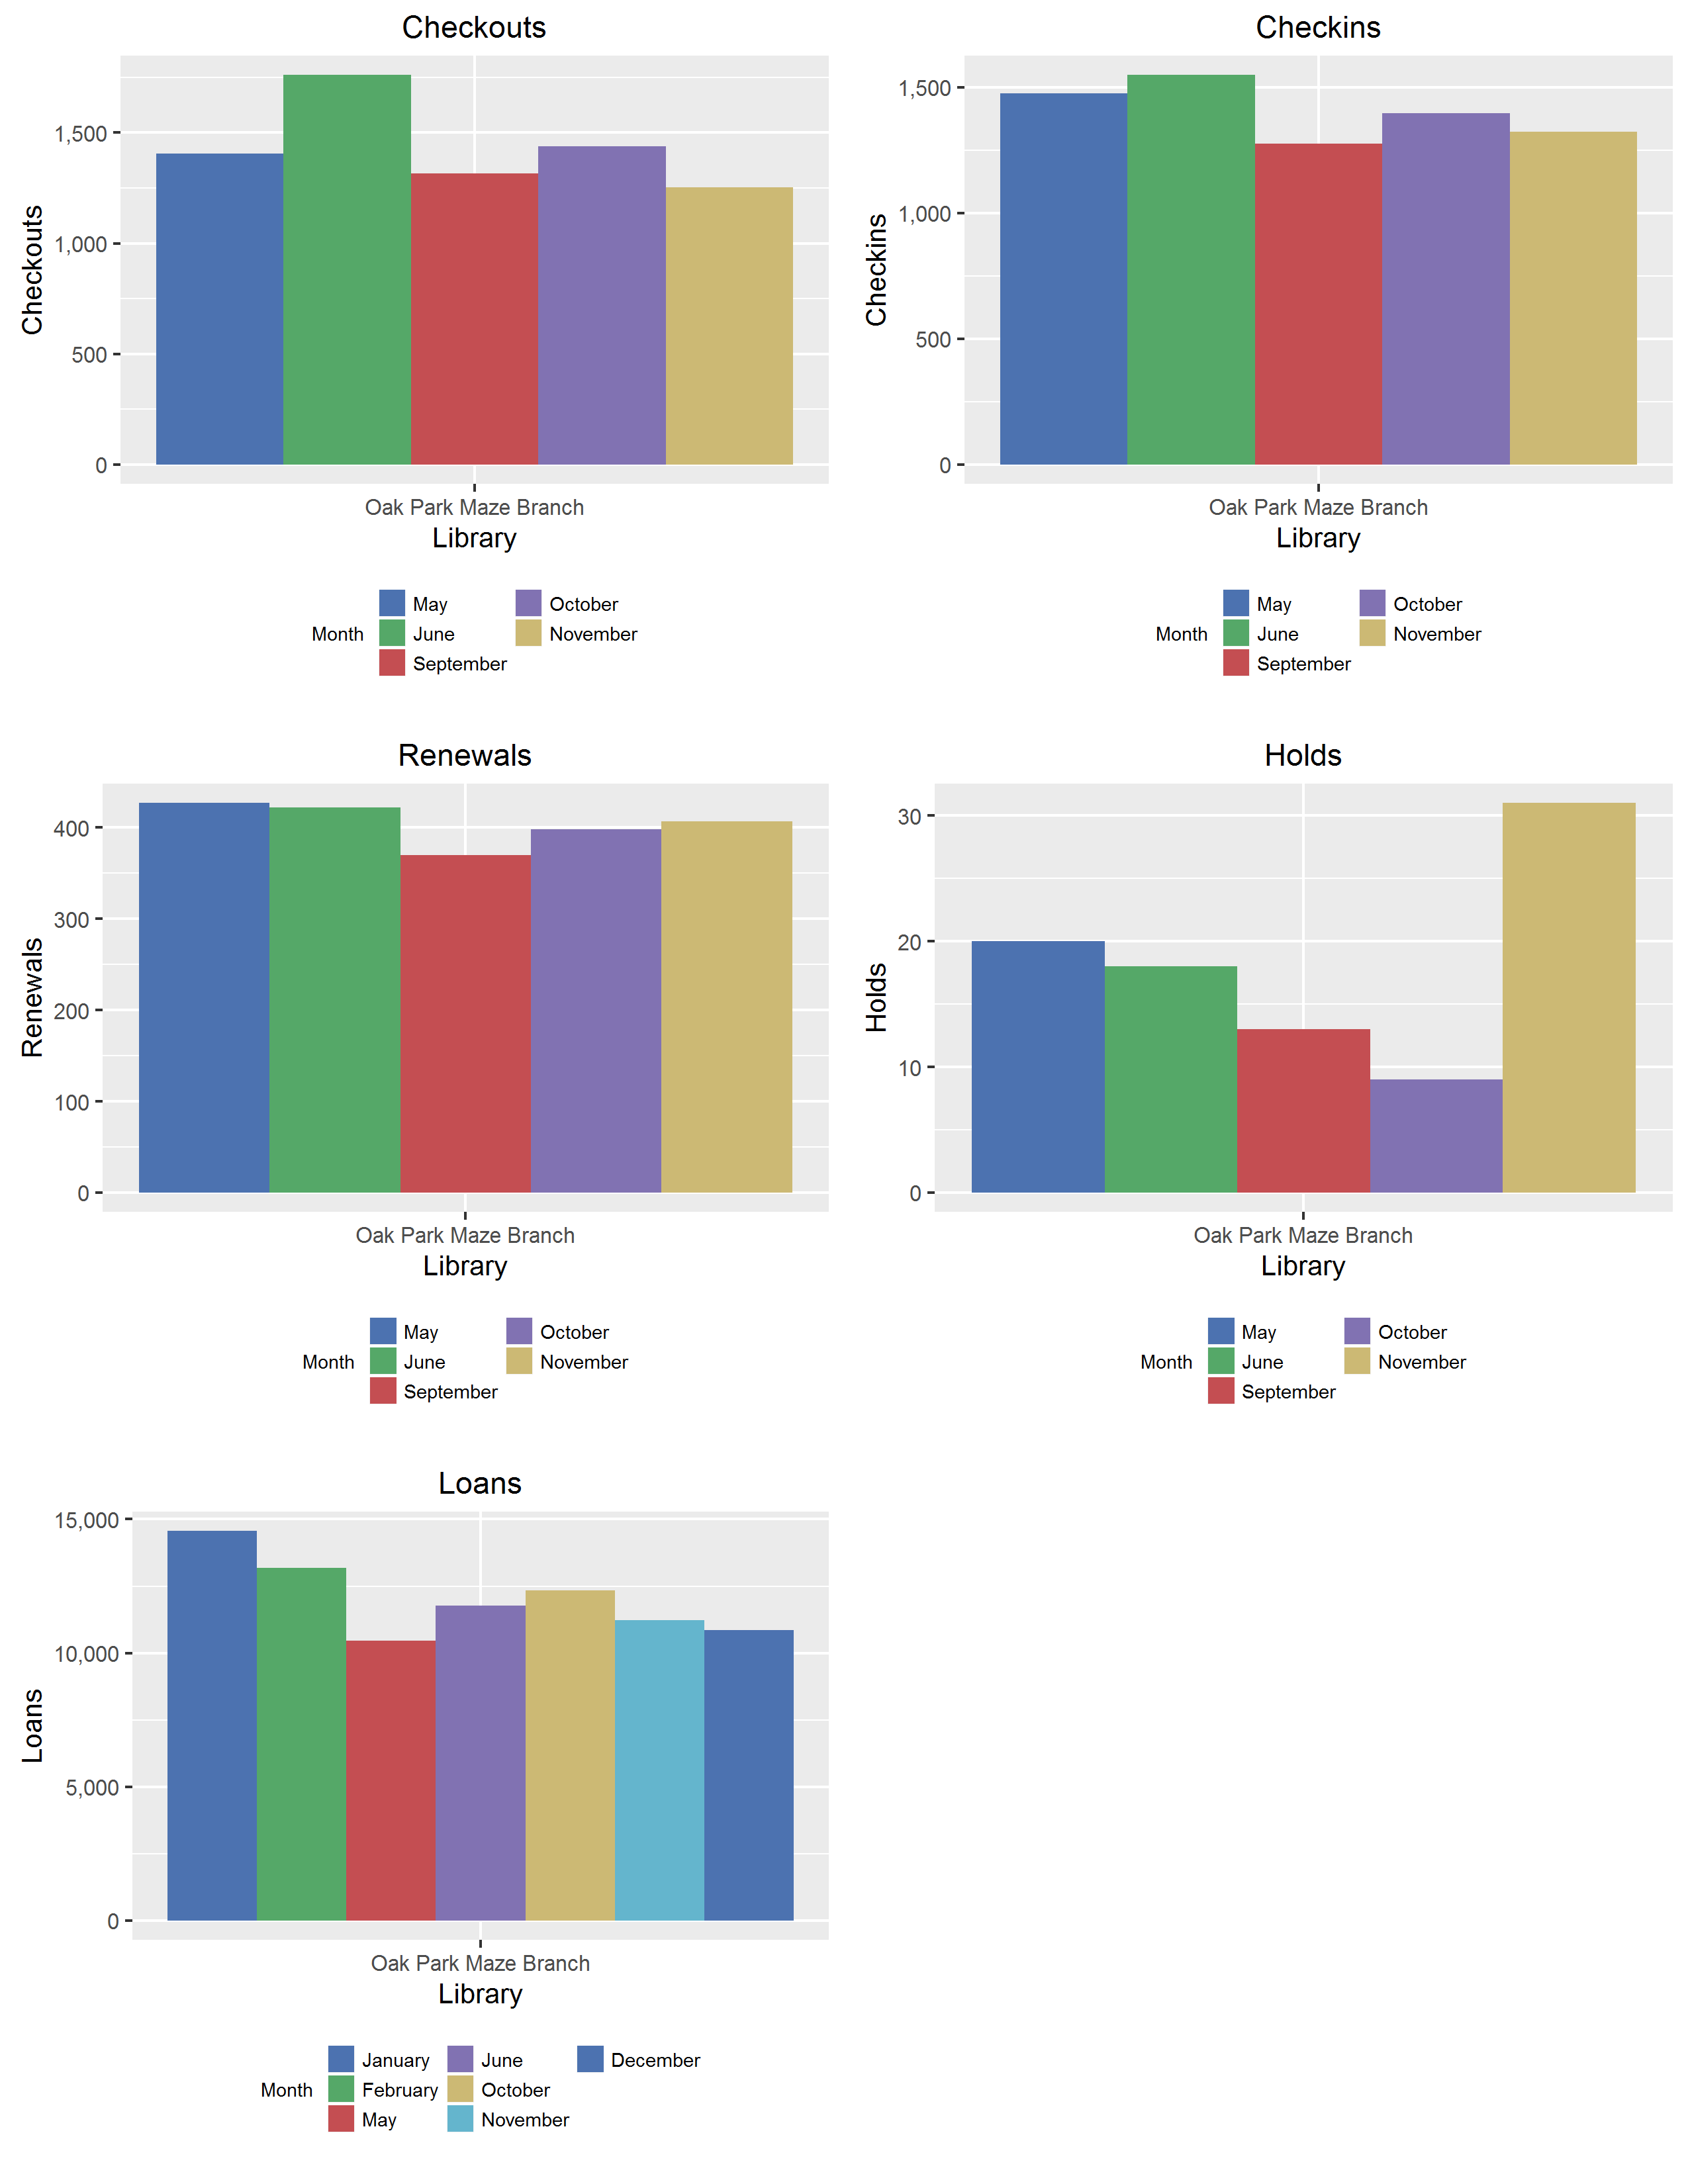 Checkouts
Checkouts
1,500
1,000
500
0
Oak Park Maze Branch
Library
Month
May
June
September
October
November
Checkins
Checkins
1,500
1,000
500
0
Oak Park Maze Branch
Library
Month
May
June
September
October
November
Renewals
Renewals
400
300
200
100
0
Oak Park Maze Branch
Library
Month
May
June
September
October
November
Holds
Holds
30
20
10
0
Oak Park Maze Branch
Library
Month
May
June
September
October
November
Loans
Loans
15,000
10,000
5,000
0
Oak Park Maze Branch
Library
Month
January
February
May
June
October
November
December